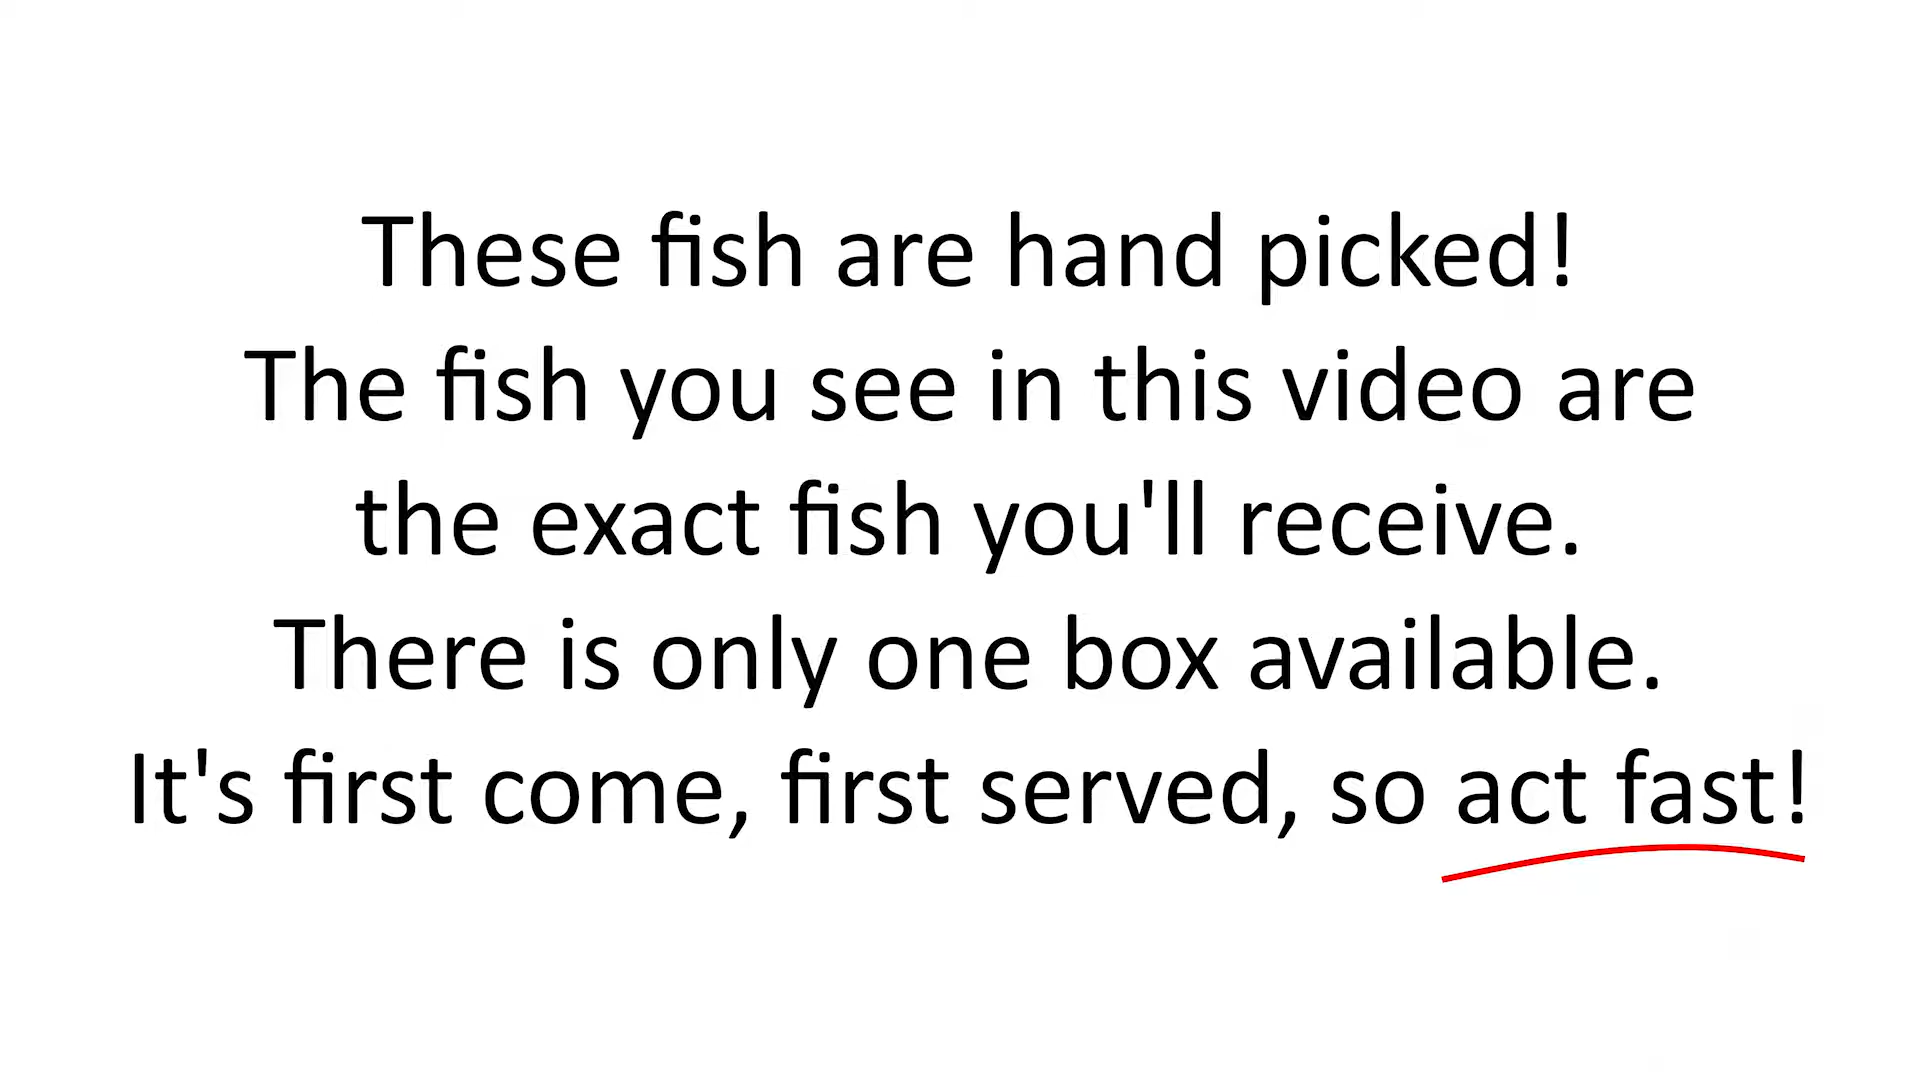 These fish are hand picked!
The fish you see in this video are
the exact fish you'll receive.
There is only one box available.
It's first come, first served, so act fast!